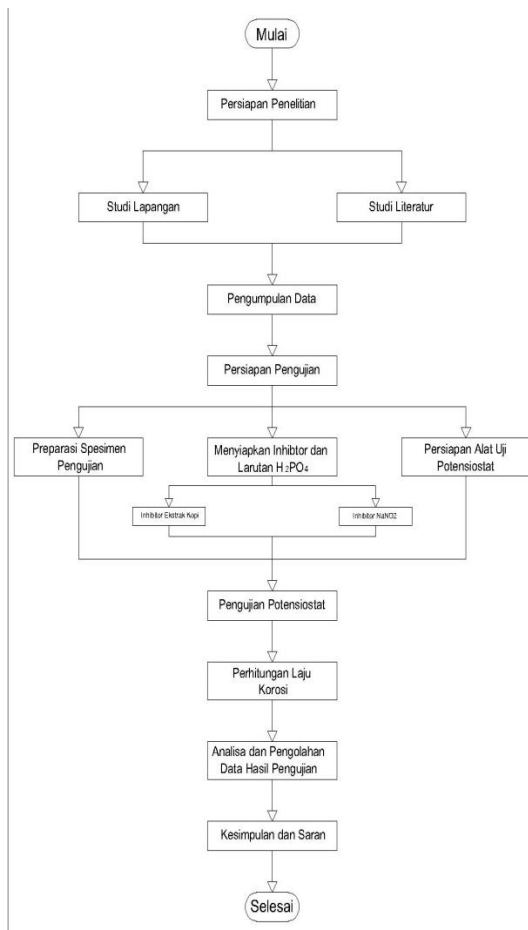 Mulai
Persiapan Penelitian
Studi Lapangan
Studi Literatur
Pengumpulan Data
Persiapan Pengujian
Preparasi Spesimen
Pengujian
Menyiapkan Inhibtor dan
Larutan H₂PO₄
Persiapan Alat Uji
Potensiostat
Inhibitor Ekstrak Kopi
Inhibitor NaNO2
Pengujian Potensiostat
Perhitungan Laju
Korosi
Analisa dan Pengolahan
Data Hasil Pengujian
Kesimpulan dan Saran
Selesai